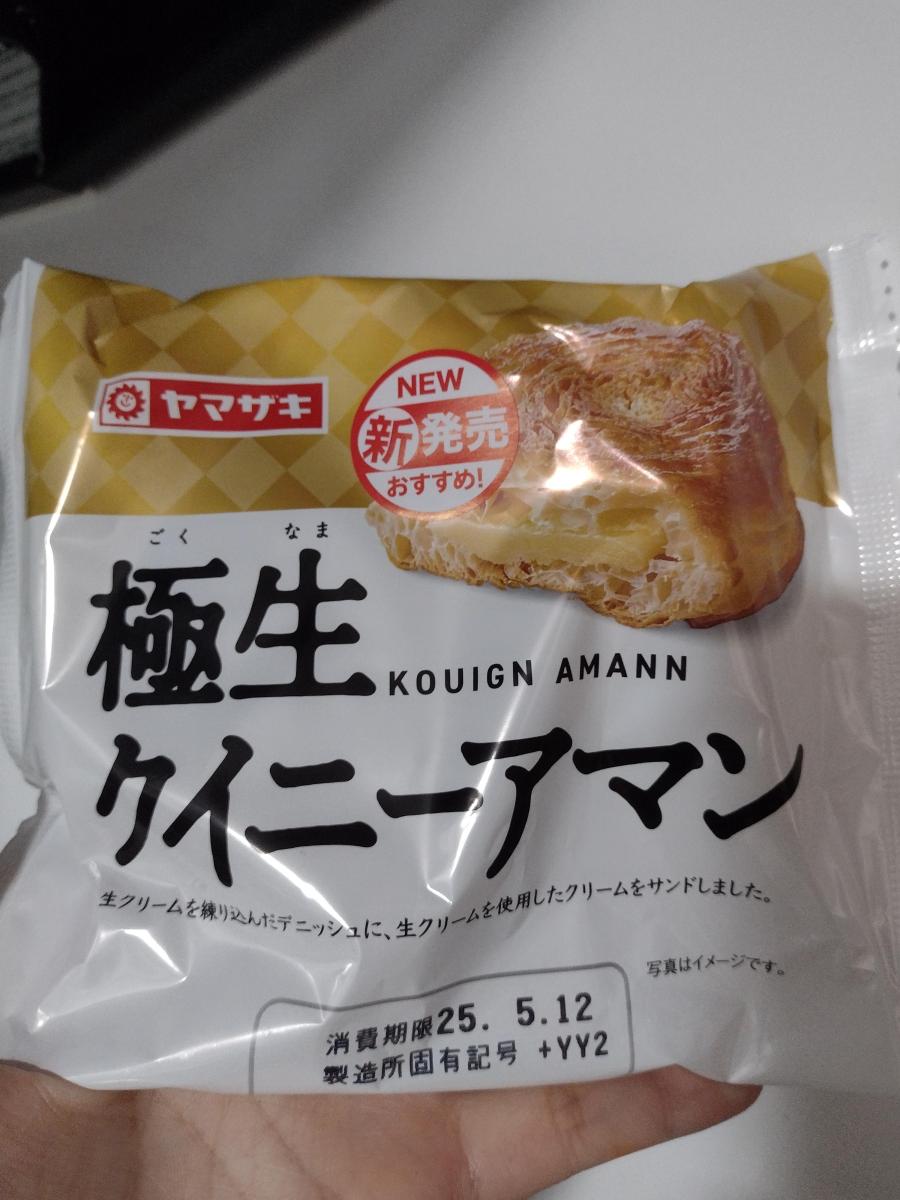 ヤマザキ
NEW
新発売
おすすめ!
ごく なま
極生
KOUIGN AMANN
クイニーアマン
生クリームを練り込んだデニッシュに、生クリームを使用したクリームをサンドしました。
写真はイメージです。
消費期限25. 5.12
製造所固有記号 +YY2